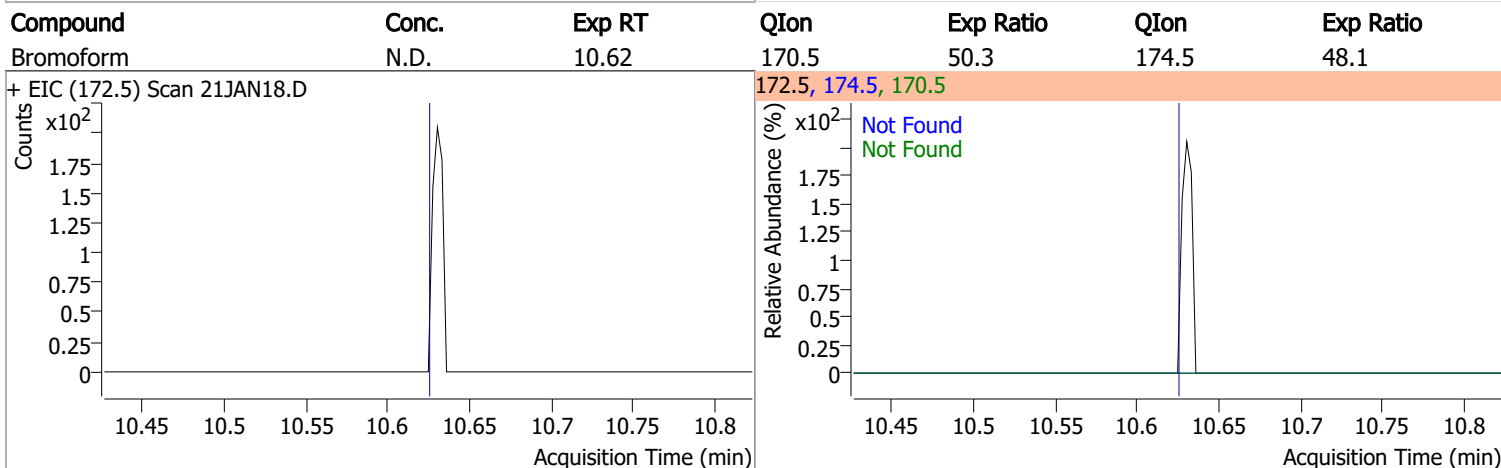 Compound Conc. Exp RT QIon Exp Ratio QIon Exp Ratio
Bromoform N.D. 10.62 170.5 50.3 174.5 48.1
+ EIC (172.5) Scan 21JAN18.D
Counts
x10²
1.75
1.5
1.25
1
0.75
0.5
0.25
0
10.45 10.5 10.55 10.6 10.65 10.7 10.75 10.8
Acquisition Time (min)
172.5, 174.5, 170.5
Relative Abundance (%)
x10²
Not Found
Not Found
1.75
1.5
1.25
1
0.75
0.5
0.25
0
10.45 10.5 10.55 10.6 10.65 10.7 10.75 10.8
Acquisition Time (min)